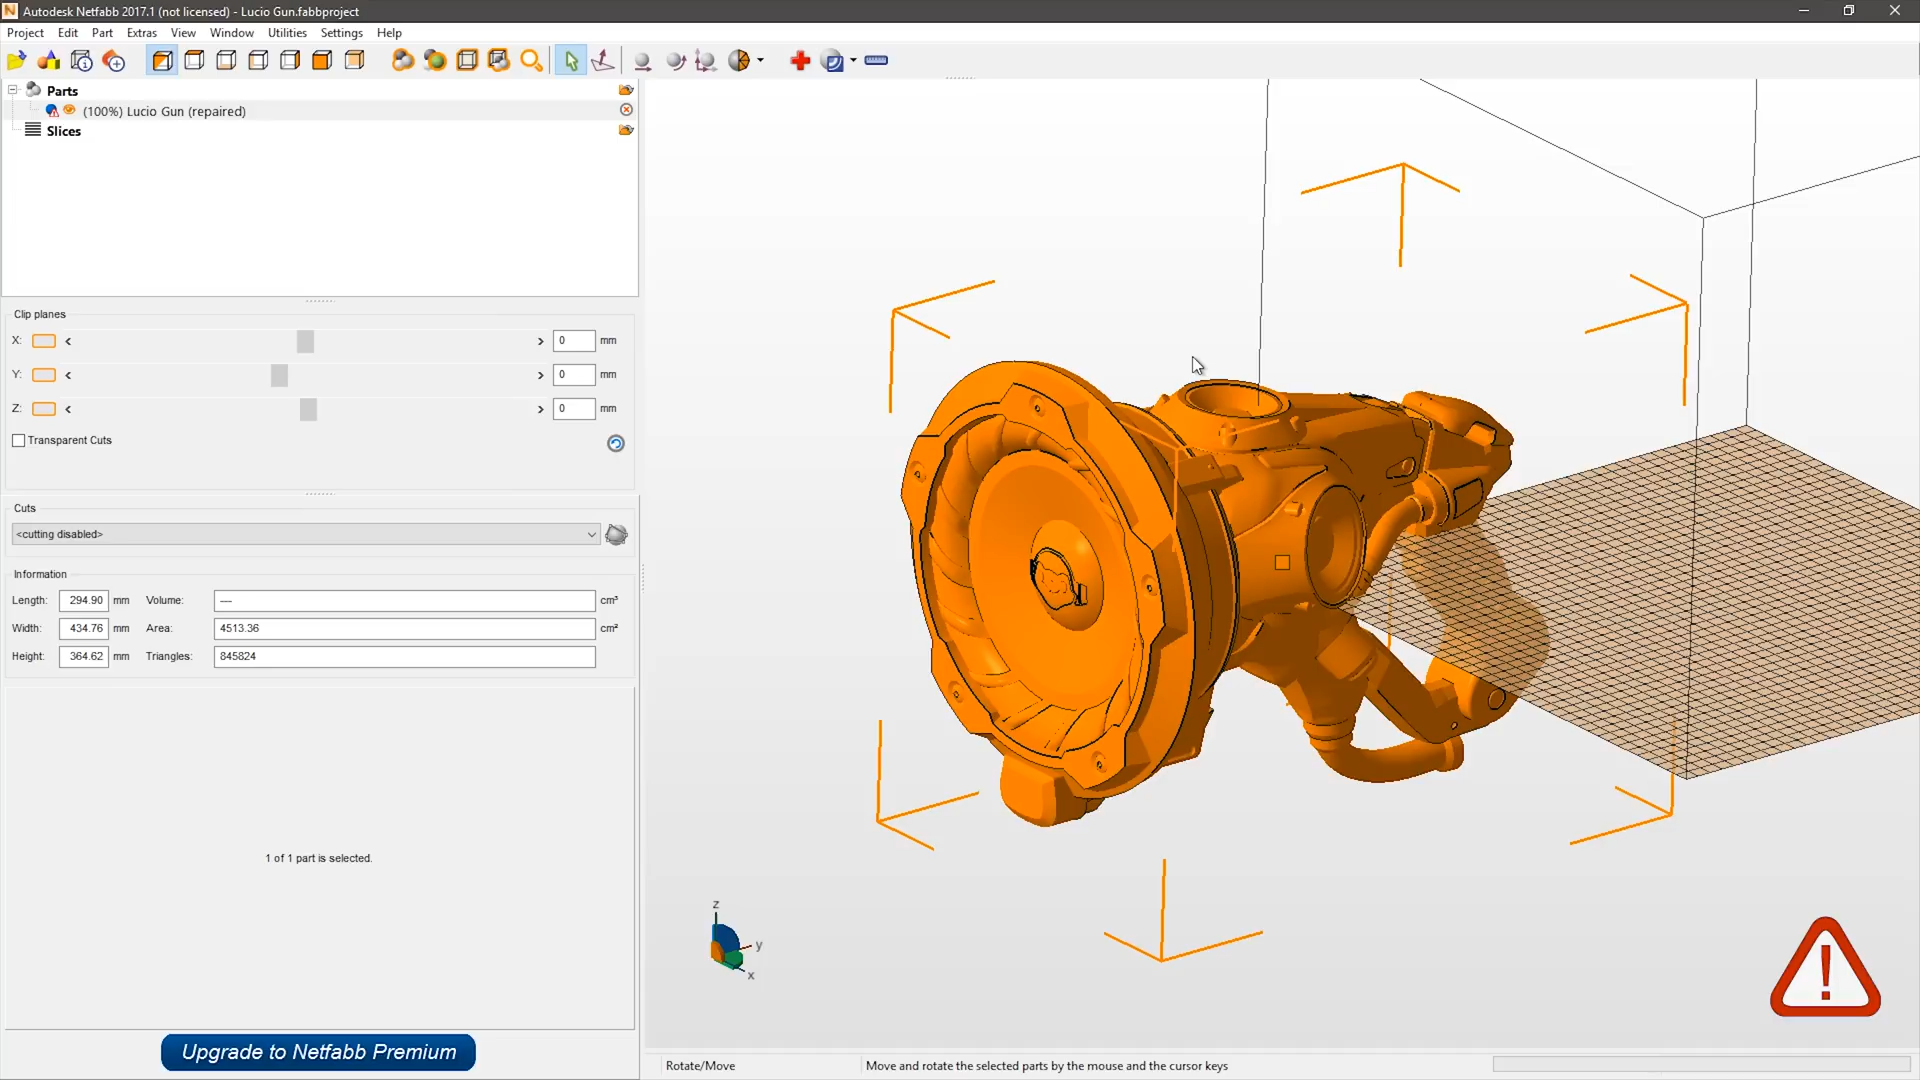 Autodesk Netfabb 2017.1 (not licensed) - Lucio Gun.fabbproject
Project Edit Part Extras View Window Utilities Settings Help
Parts
(100%) Lucio Gun (repaired)
Slices
Clip planes
X: < > 0 mm
Y: < > 0 mm
Z: < > 0 mm
Transparent Cuts
Cuts
<cutting disabled>
Information
Length: 294.90 mm Volume: --- cm³
Width: 434.76 mm Area: 4513.36 cm²
Height: 364.62 mm Triangles: 845824
1 of 1 part is selected.
z
y
x
!
Upgrade to Netfabb Premium
Rotate/Move Move and rotate the selected parts by the mouse and the cursor keys